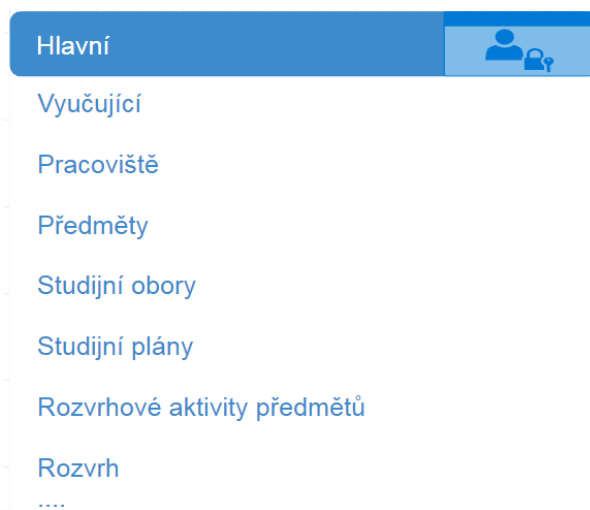 Hlavní
Vyučující
Pracoviště
Předměty
Studijní obory
Studijní plány
Rozvrhové aktivity předmětů
Rozvrh
....